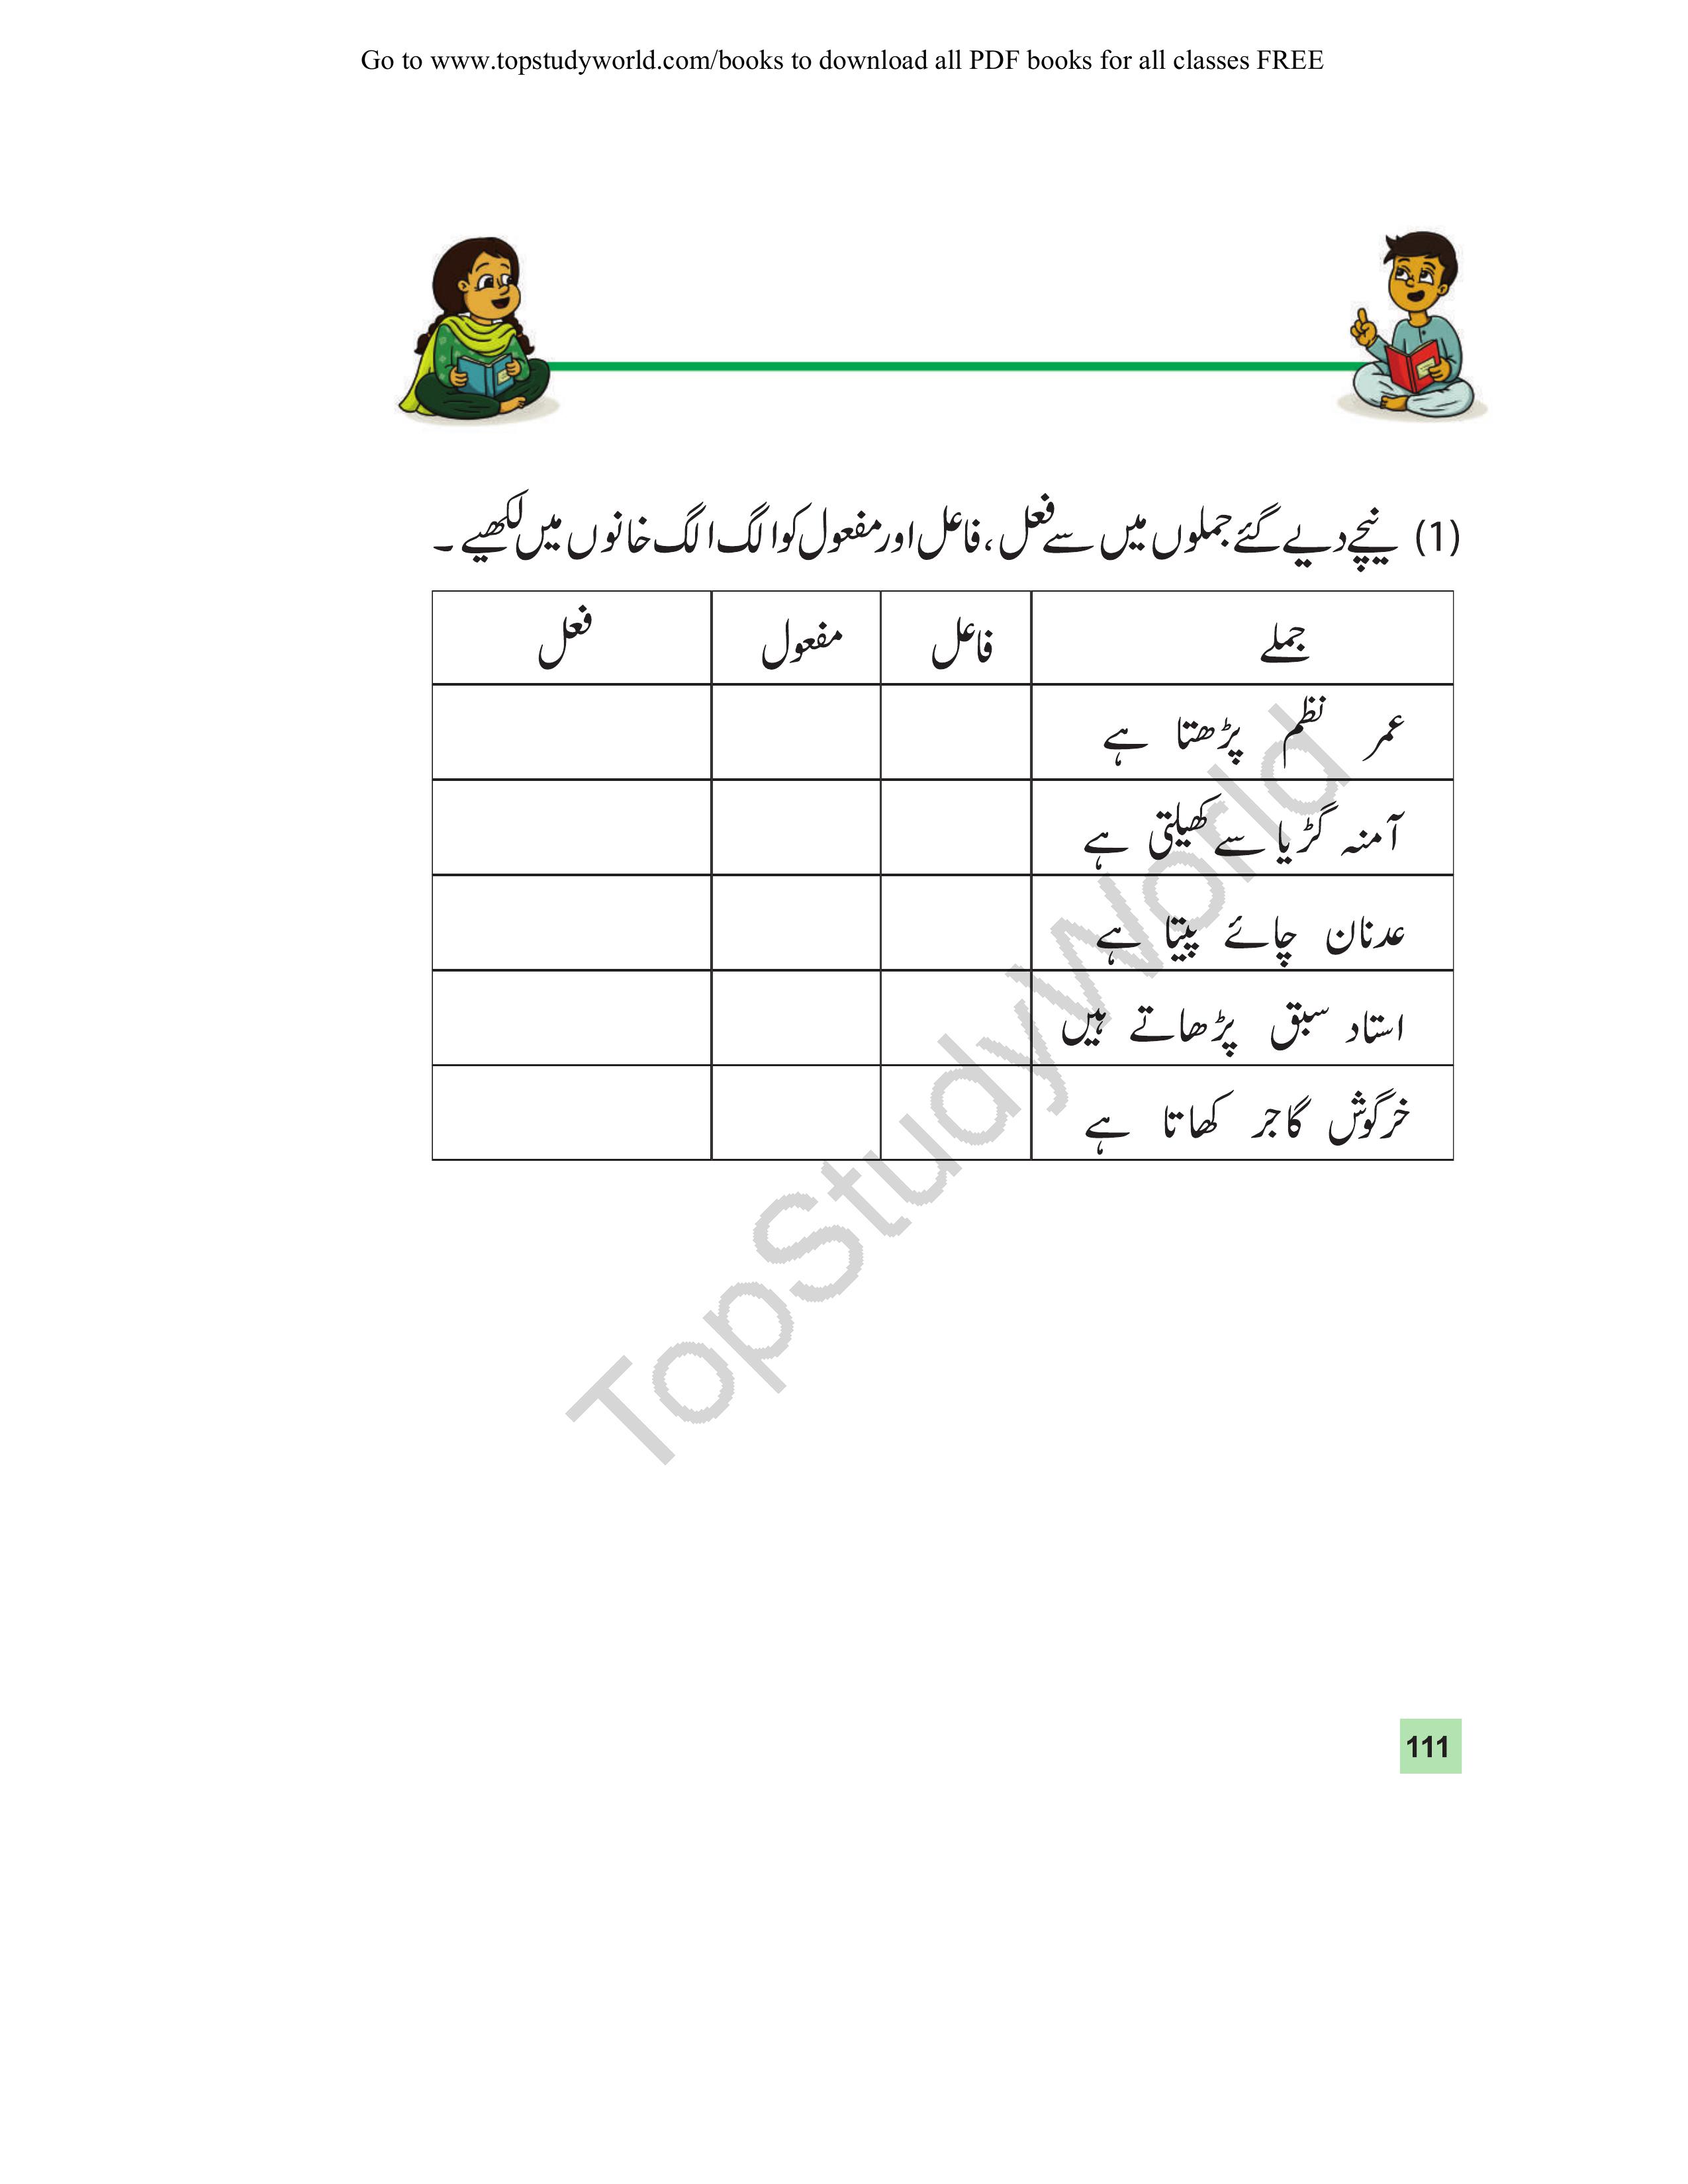 Go to www.topstudyworld.com/books to download all PDF books for all classes FREE
(1) نیچے دیے گئے جملوں میں سے فعل، فاعل اور مفعول کو الگ الگ خانوں میں لکھیے ۔
جملے فاعل مفعول فعل
عمر نظم پڑھتا ہے
آمنہ گڑیا سے کھیلتی ہے
عدنان چائے پیتا ہے
استاد سبق پڑھاتے ہیں
خرگوش گاجر کھاتا ہے
TopStudyWorld
111